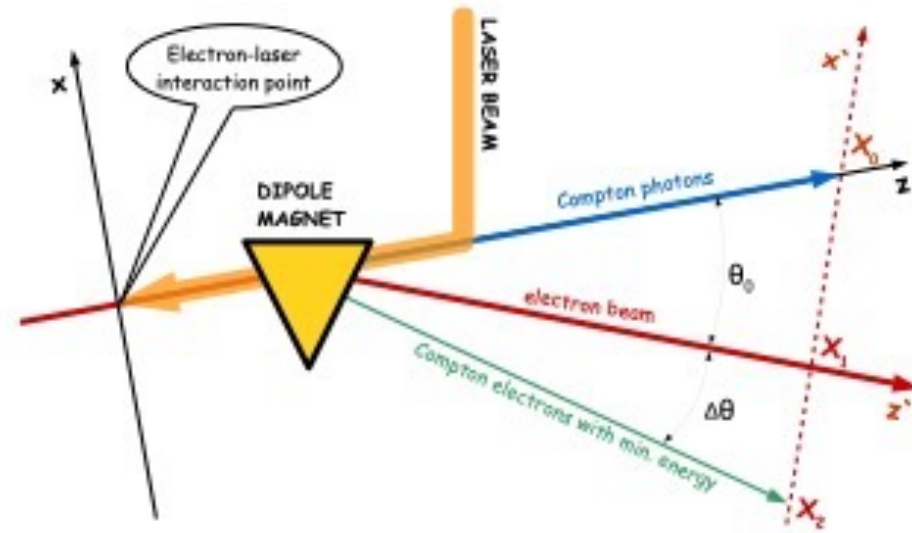 Electron-laser
interaction point
x
LASER BEAM
x'
X0
z
DIPOLE
MAGNET
Compton photons
θ0
electron beam
X1
z'
Δθ
Compton electrons with min. energy
X2